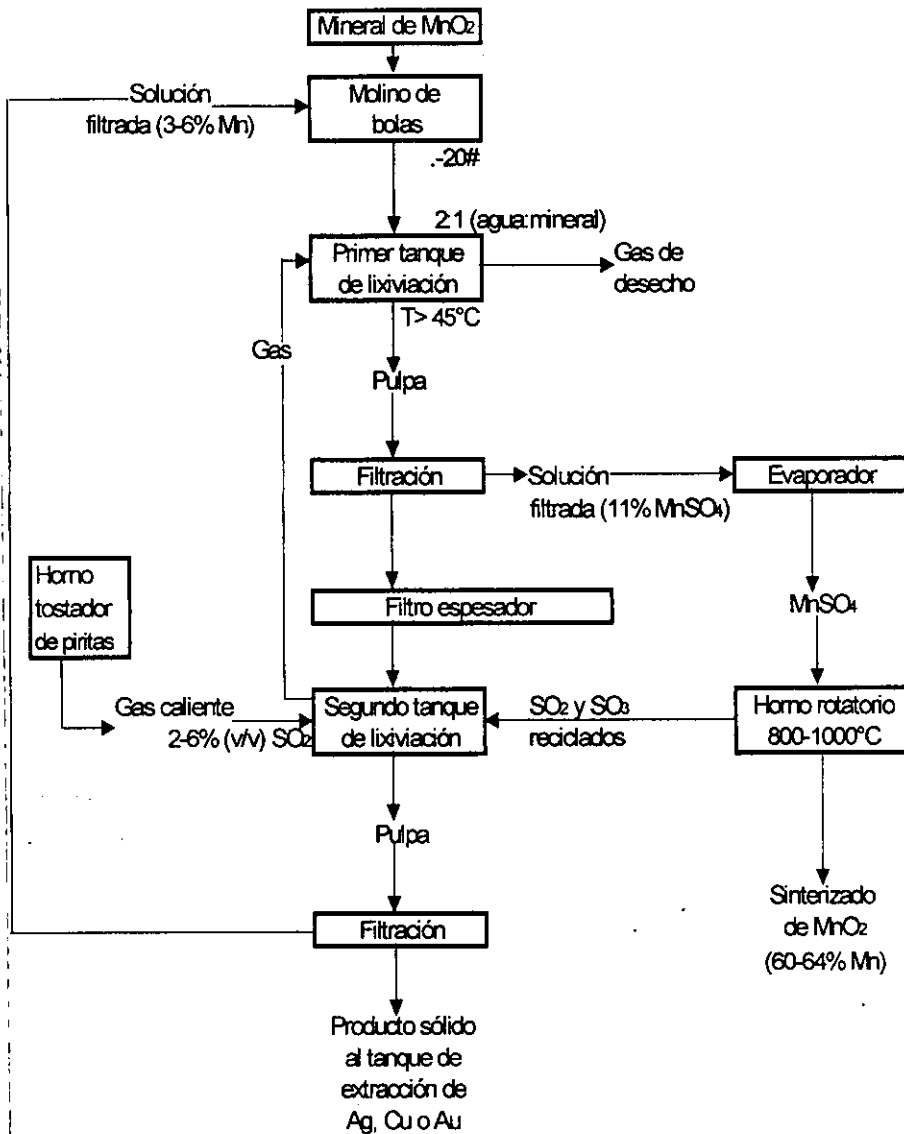 Mineral de MnO2
Solución
filtrada (3-6% Mn)
Molino de
bolas
.-20#
2:1 (agua:mineral)
Primer tanque
de lixiviación
Gas de
desecho
T> 45°C
Gas
Pulpa
Filtración
Solución
filtrada (11% MnSO4)
Evaporador
Horno
tostador
de piritas
Filtro espesador
MnSO4
Gas caliente
2-6% (v/v) SO2
Segundo tanque
de lixiviación
SO2 y SO3
reciclados
Horno rotatorio
800-1000°C
Pulpa
Filtración
Sinterizado
de MnO2
(60-64% Mn)
Producto sólido
al tanque de
extracción de
Ag, Cu o Au